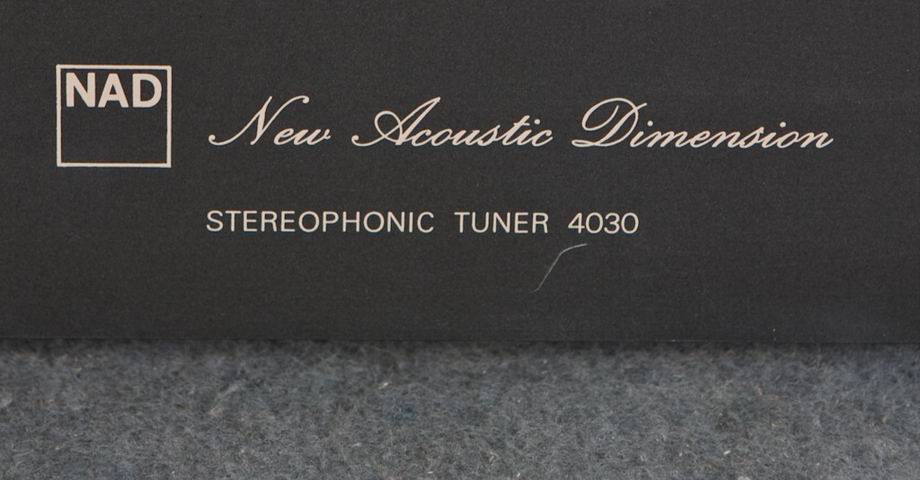 NAD
New Acoustic Dimension
STEREOPHONIC TUNER 4030